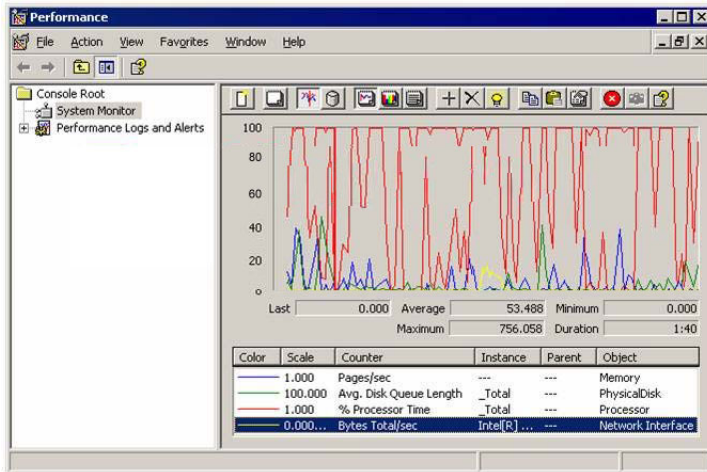 Performance
File Action View Favorites Window Help
Console Root
System Monitor
Performance Logs and Alerts
100
80
60
40
20
0
Last 0.000 Average 53.488 Minimum 0.000
Maximum 756.058 Duration 1:40
Color Scale Counter Instance Parent Object
1.000 Pages/sec --- --- Memory
100.000 Avg. Disk Queue Length _Total --- PhysicalDisk
1.000 % Processor Time _Total --- Processor
0.000... Bytes Total/sec Intel[R] ... --- Network Interface